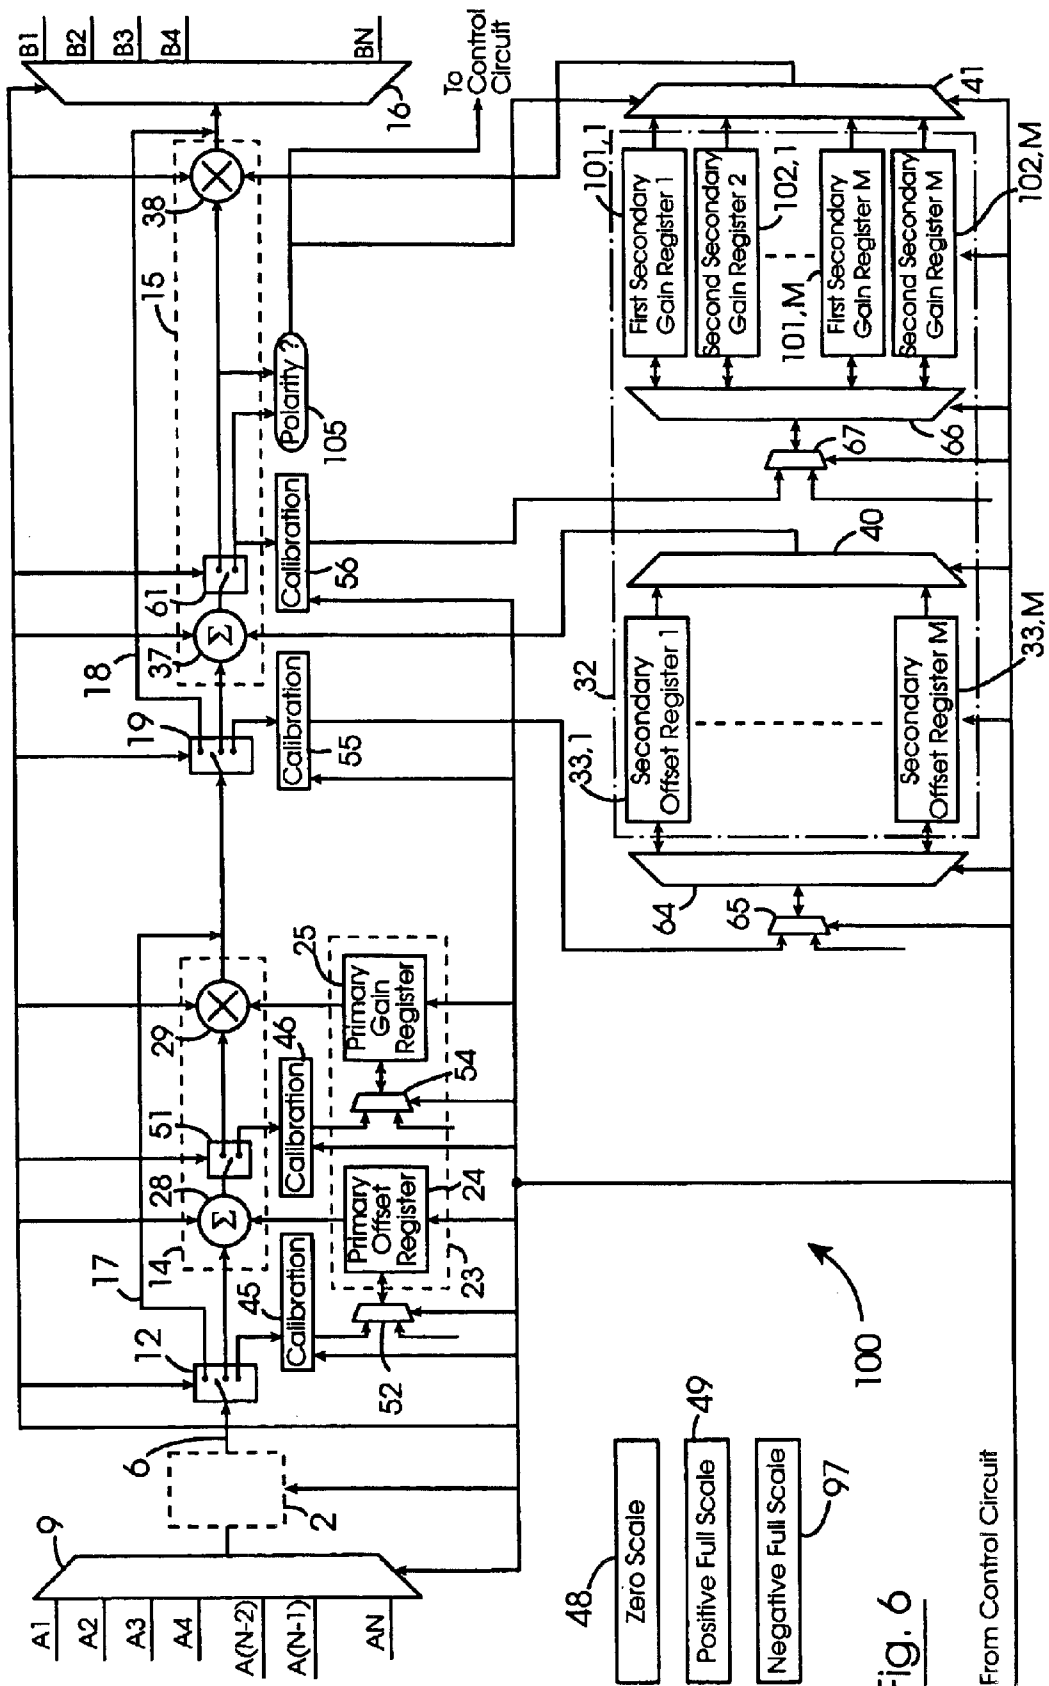 A1
A2
A3
A4
A(N-2)
A(N-1)
AN
9
2
6
12
17
14
28
51
29
45
Calibration
46
Calibration
52
54
Primary
Offset
Register
24
Primary
Gain
Register
25
23
19
18
37
61
15
38
16
B1
B2
B3
B4
BN
Calibration
55
Calibration
56
Polarity ?
105
To
Control
Circuit
48
Zero Scale
49
Positive Full Scale
Negative Full Scale
97
100
Fig. 6
From Control Circuit
64
65
32
33,1
Secondary
Offset Register 1
Secondary
Offset Register M
33,M
40
66
67
101,1
First Secondary
Gain Register 1
Second Secondary
Gain Register 2
102,1
101,M
First Secondary
Gain Register M
Second Secondary
Gain Register M
102,M
41